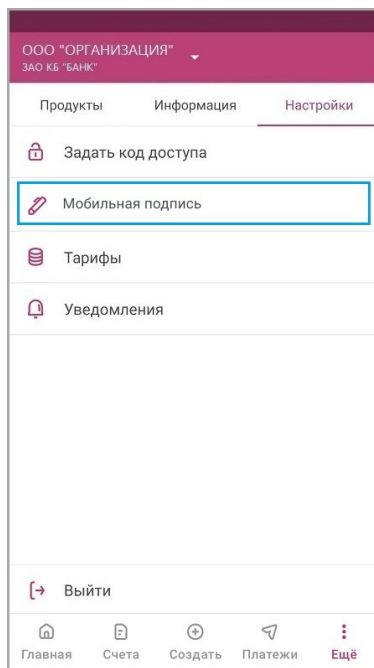 ООО "ОРГАНИЗАЦИЯ"
ЗАО КБ "БАНК"
Продукты Информация Настройки
Задать код доступа
Мобильная подпись
Тарифы
Уведомления
Выйти
Главная Счета Создать Платежи Ещё